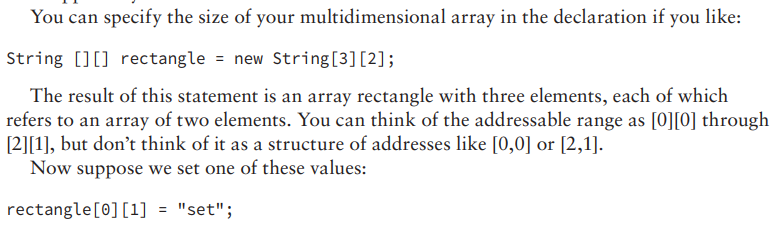 You can specify the size of your multidimensional array in the declaration if you like:
String [][] rectangle = new String[3][2];
The result of this statement is an array rectangle with three elements, each of which
refers to an array of two elements. You can think of the addressable range as [0][0] through
[2][1], but don’t think of it as a structure of addresses like [0,0] or [2,1].
Now suppose we set one of these values:
rectangle[0][1] = "set";